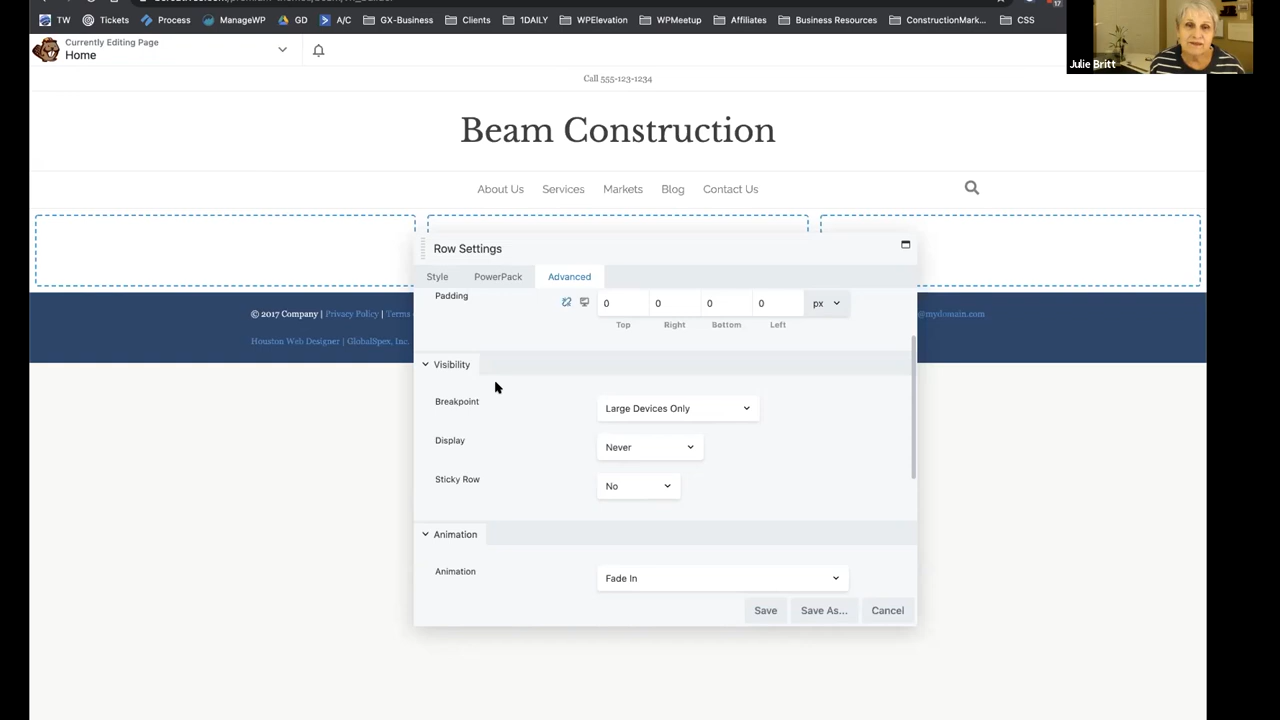 17
TW Tickets Process ManageWP GD A/C GX-Business Clients 1DAILY WPElevation WPMeetup Affiliates Business Resources ConstructionMark... CSS
Currently Editing Page
Home
Julie Britt
Call 555-123-1234
Beam Construction
About Us Services Markets Blog Contact Us
Row Settings
Style PowerPack Advanced
Padding 0 0 0 0 px
Top Right Bottom Left
© 2017 Company | Privacy Policy | Terms
@mydomain.com
Houston Web Designer | GlobalSpex, Inc.
Visibility
Breakpoint Large Devices Only
Display Never
Sticky Row No
Animation
Animation Fade In
Save Save As... Cancel